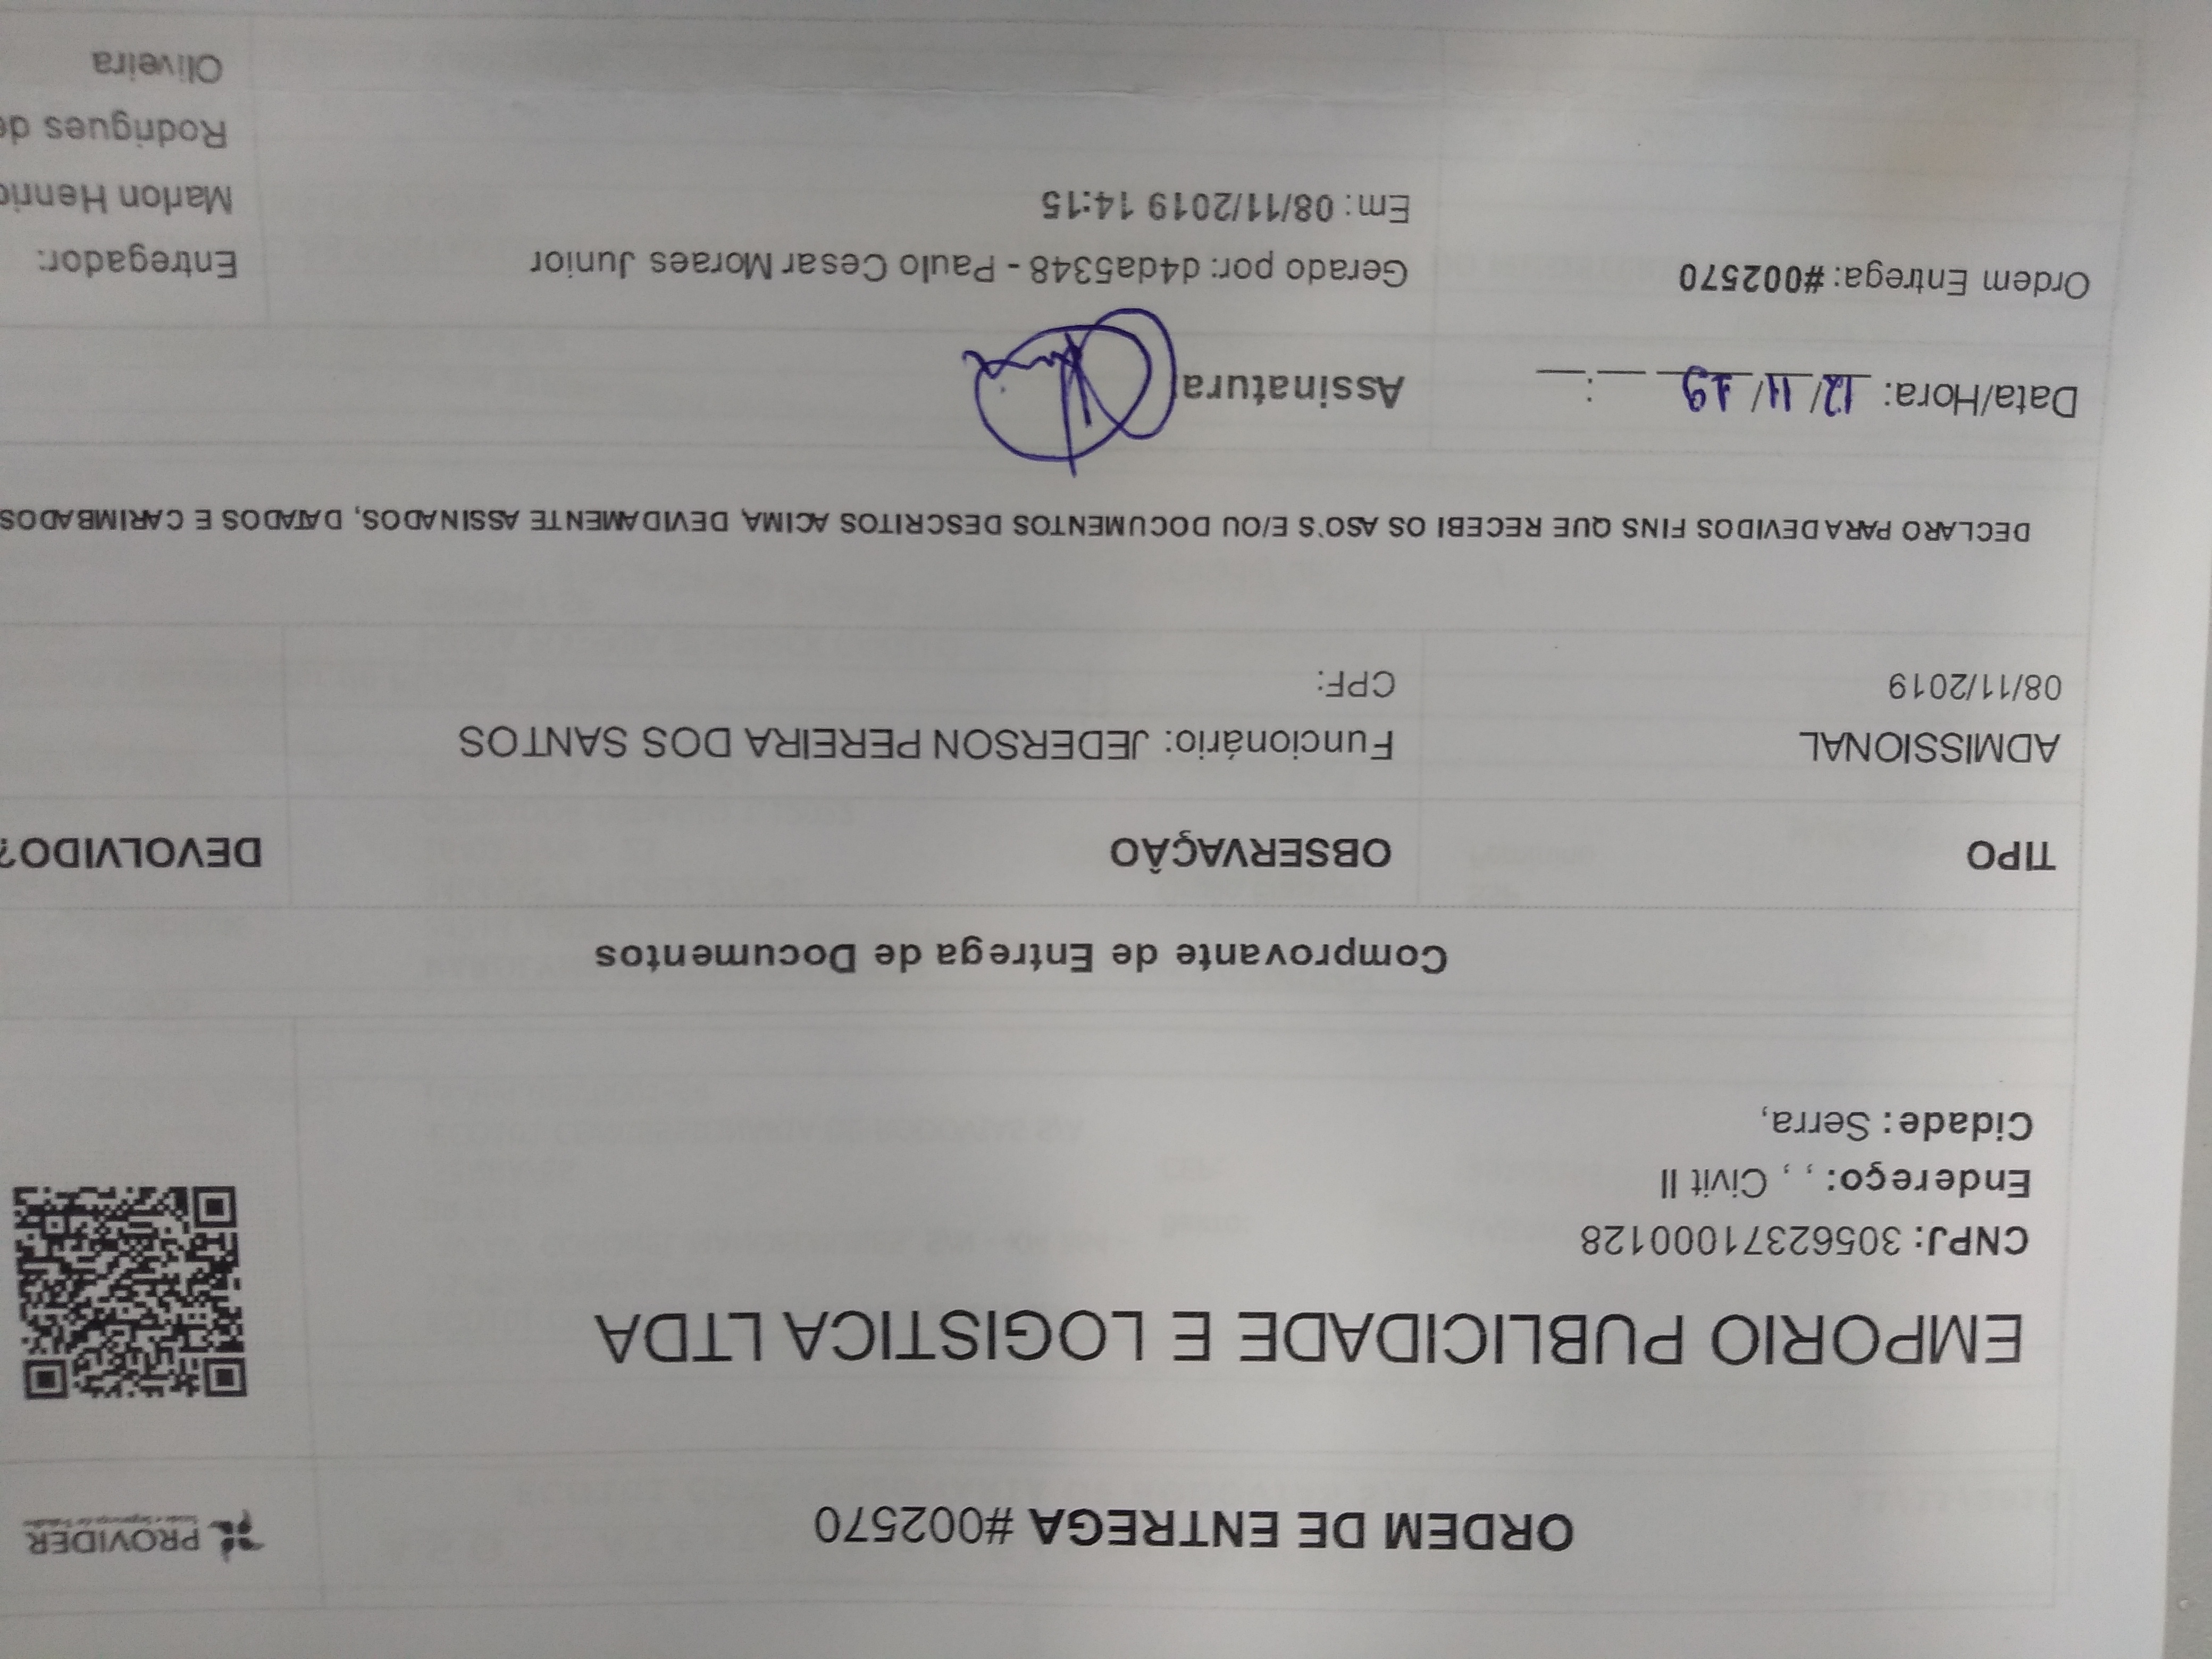 ORDEM DE ENTREGA #002570
PROVIDER
EMPORIO PUBLICIDADE E LOGISTICA LTDA
CNPJ: 30562371000128
Endereço: , , Civit II
Cidade: Serra,
Comprovante de Entrega de Documentos
TIPO OBSERVAÇÃO DEVOLVIDO?
ADMISSIONAL Funcionário: JEDERSON PEREIRA DOS SANTOS
08/11/2019 CPF:
DECLARO PARA DEVIDOS FINS QUE RECEBI OS ASO'S E/OU DOCUMENTOS DESCRITOS ACIMA, DEVIDAMENTE ASSINADOS, DATADOS E CARIMBADOS
Data/Hora: 12/11/19 __:__ Assinatura
Ordem Entrega: #002570 Gerado por: d4da5348 - Paulo Cesar Moraes Junior Entregador:
Em: 08/11/2019 14:15 Marlon Henric
Rodrigues de
Oliveira